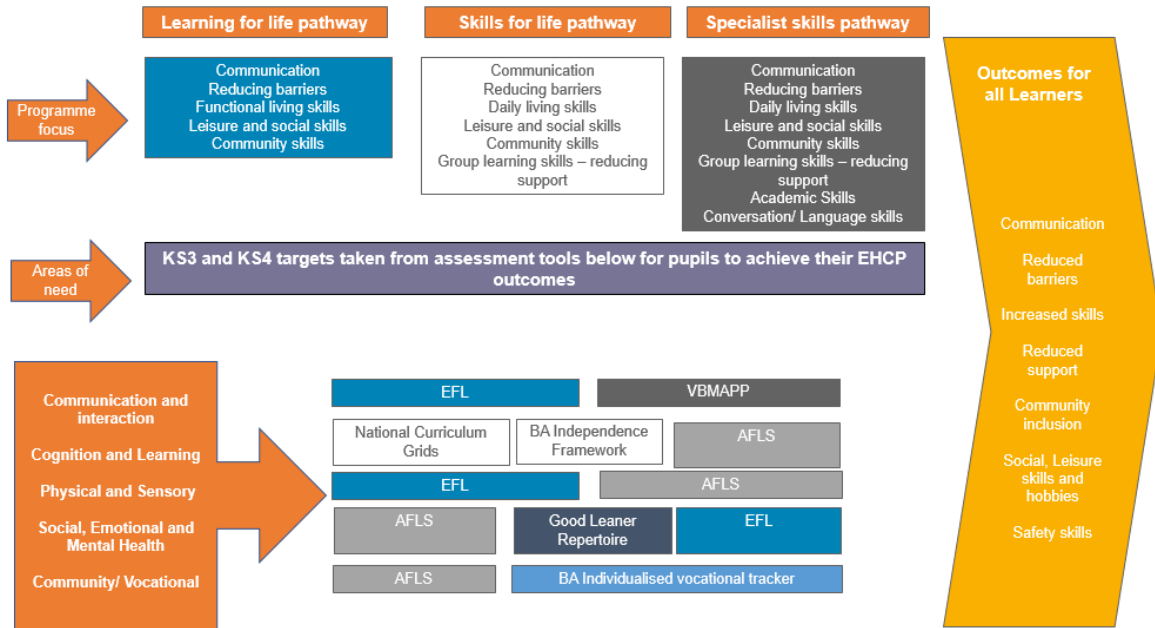 Learning for life pathway
Skills for life pathway
Specialist skills pathway
Programme
focus
Communication
Reducing barriers
Functional living skills
Leisure and social skills
Community skills
Communication
Reducing barriers
Daily living skills
Leisure and social skills
Community skills
Group learning skills – reducing
support
Communication
Reducing barriers
Daily living skills
Leisure and social skills
Community skills
Group learning skills – reducing
support
Academic Skills
Conversation/ Language skills
Areas of
need
KS3 and KS4 targets taken from assessment tools below for pupils to achieve their EHCP
outcomes
Communication and
interaction
Cognition and Learning
Physical and Sensory
Social, Emotional and
Mental Health
Community/ Vocational
EFL
VBMAPP
National Curriculum
Grids
BA Independence
Framework
AFLS
EFL
AFLS
AFLS
Good Leaner
Repertoire
EFL
AFLS
BA Individualised vocational tracker
Outcomes for
all Learners
Communication
Reduced
barriers
Increased skills
Reduced
support
Community
inclusion
Social, Leisure
skills and
hobbies
Safety skills